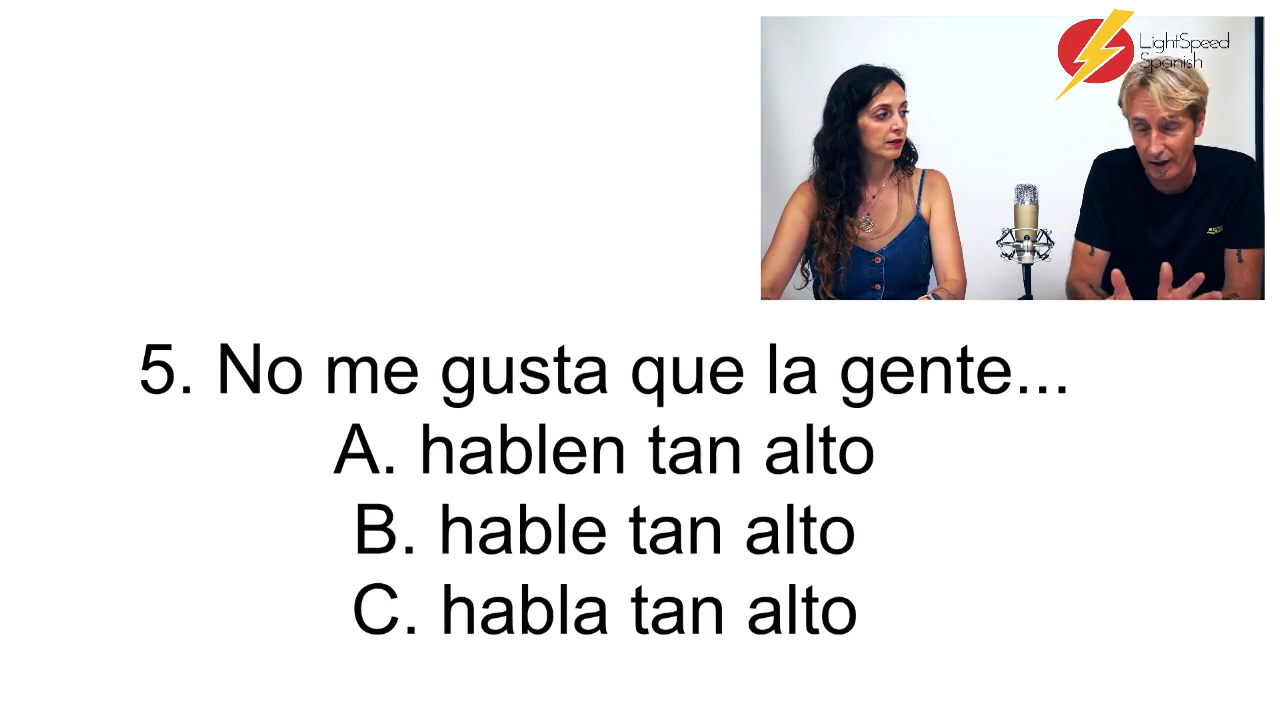 LightSpeed
Spanish
5. No me gusta que la gente...
A. hablen tan alto
B. hable tan alto
C. habla tan alto